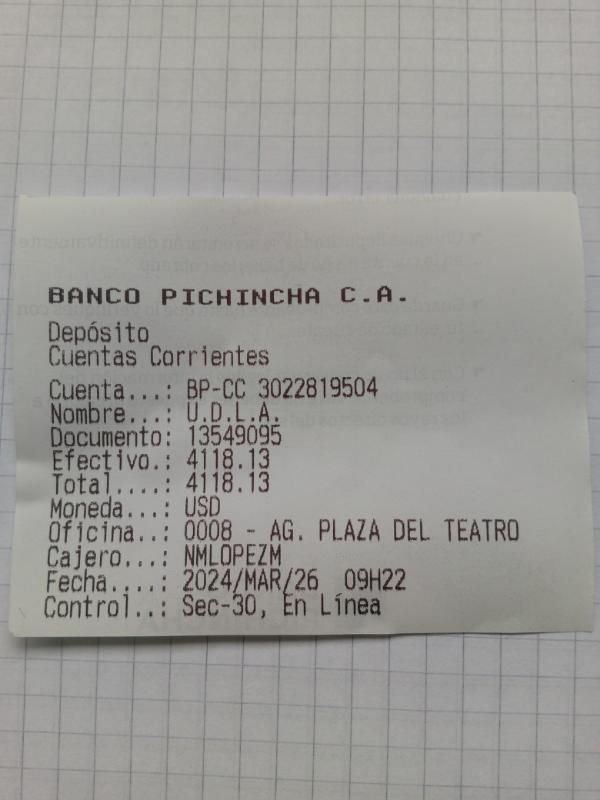 BANCO PICHINCHA C.A.
Depósito
Cuentas Corrientes
Cuenta...: BP-CC 3022819504
Nombre...: U.D.L.A.
Documento: 13549095
Efectivo.: 4118.13
Total....: 4118.13
Moneda...: USD
Oficina..: 0008 - AG. PLAZA DEL TEATRO
Cajero...: NMLOPEZM
Fecha....: 2024/MAR/26 09H22
Control..: Sec-30, En Línea